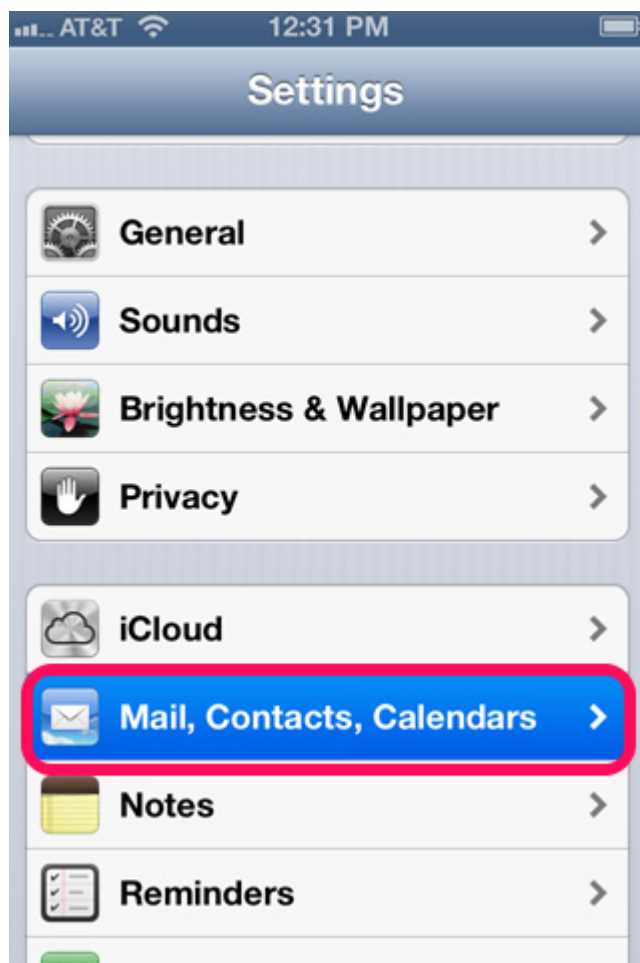 AT&T 12:31 PM
Settings
General
Sounds
Brightness & Wallpaper
Privacy
iCloud
Mail, Contacts, Calendars
Notes
Reminders